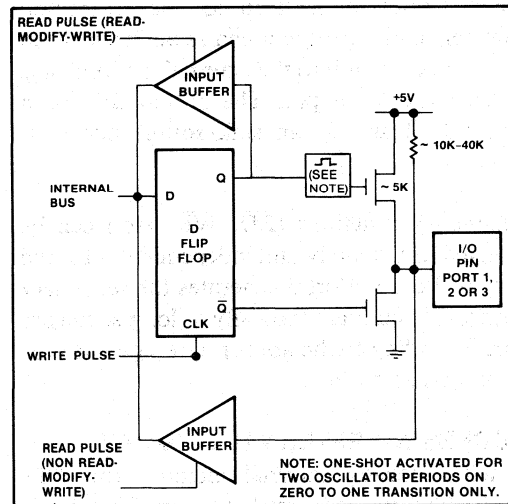 READ PULSE (READ-
MODIFY-WRITE)
INPUT
BUFFER
+5V
~ 10K–40K
Q
(SEE
NOTE)
~ 5K
INTERNAL
BUS
D
D
FLIP
FLOP
I/O
PIN
PORT 1,
2 OR 3
Q̅
CLK
WRITE PULSE
INPUT
BUFFER
READ PULSE
(NON READ-
MODIFY-
WRITE)
NOTE: ONE-SHOT ACTIVATED FOR
TWO OSCILLATOR PERIODS ON
ZERO TO ONE TRANSITION ONLY.